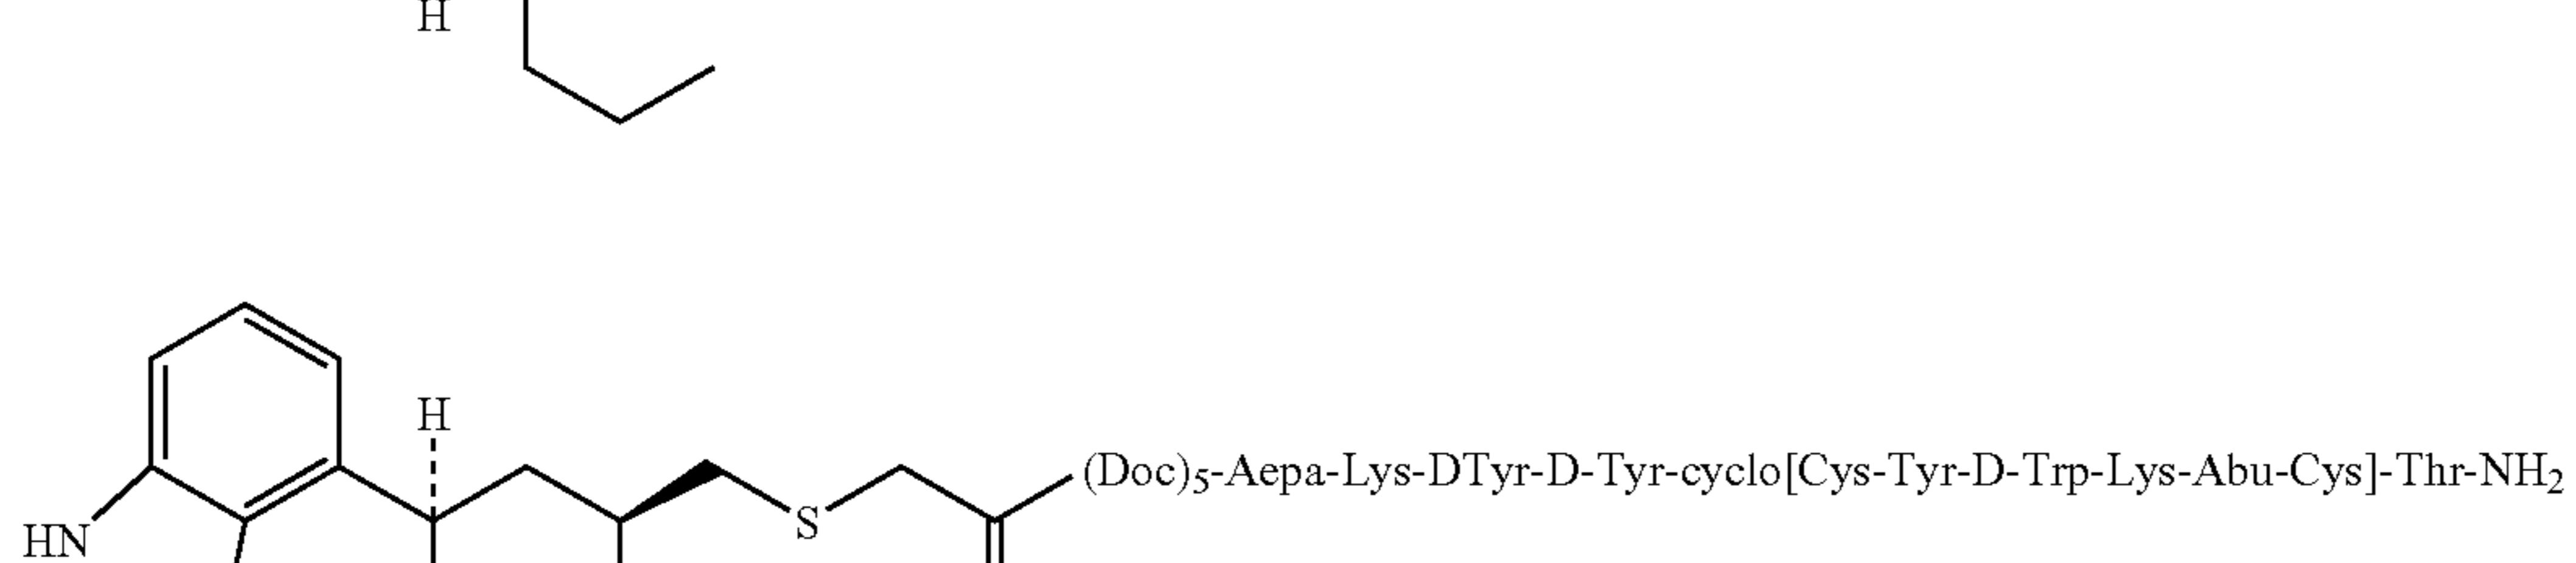 H
H
(Doc)5-Aepa-Lys-DTyr-D-Tyr-cyclo[Cys-Tyr-D-Trp-Lys-Abu-Cys]-Thr-NH2
S
HN